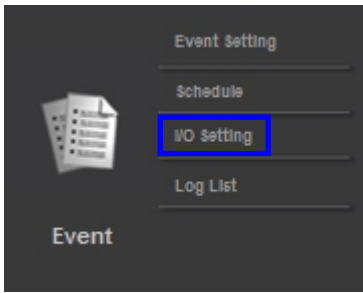 Event Setting
Schedule
I/O Setting
Log List
Event